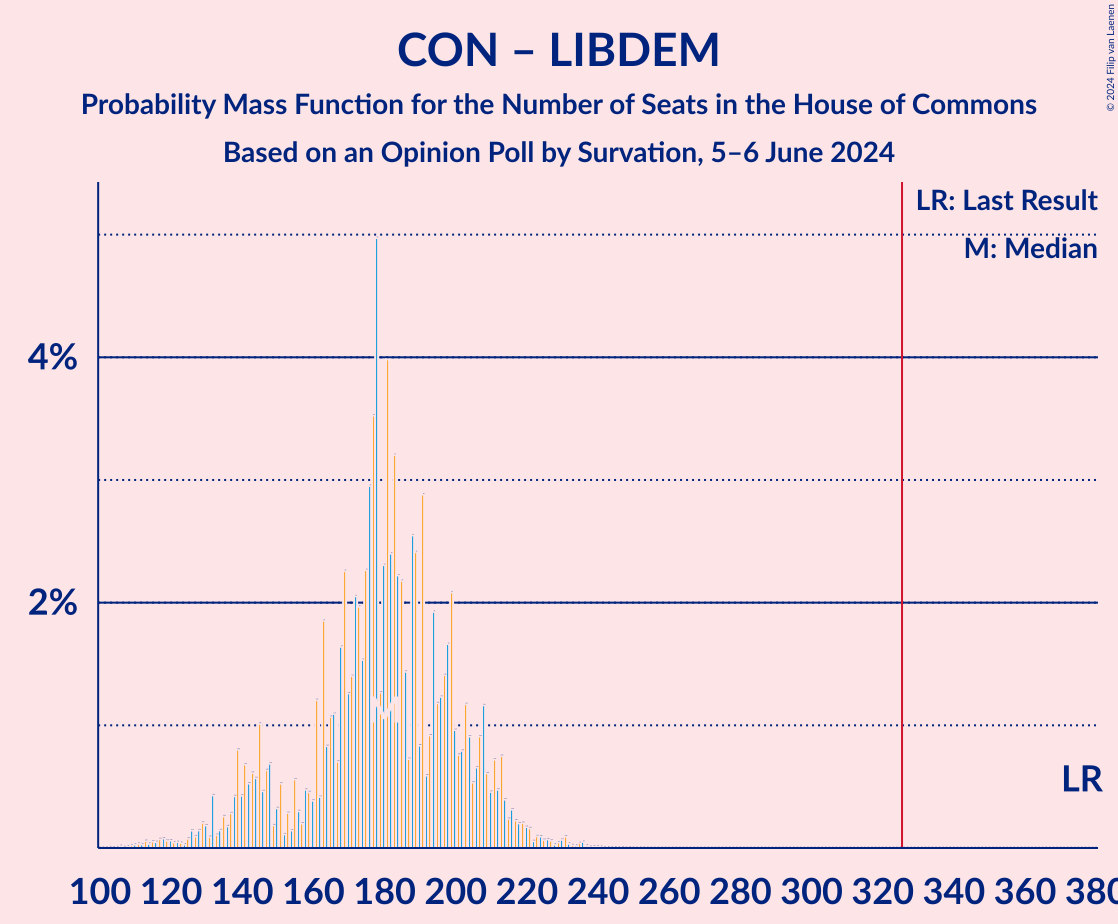 CON – LIBDEM
Probability Mass Function for the Number of Seats in the House of Commons
Based on an Opinion Poll by Survation, 5–6 June 2024
© 2024 Filip van Laenen
LR: Last Result
M: Median
4%
2%
M
LR
100 120 140 160 180 200 220 240 260 280 300 320 340 360 380